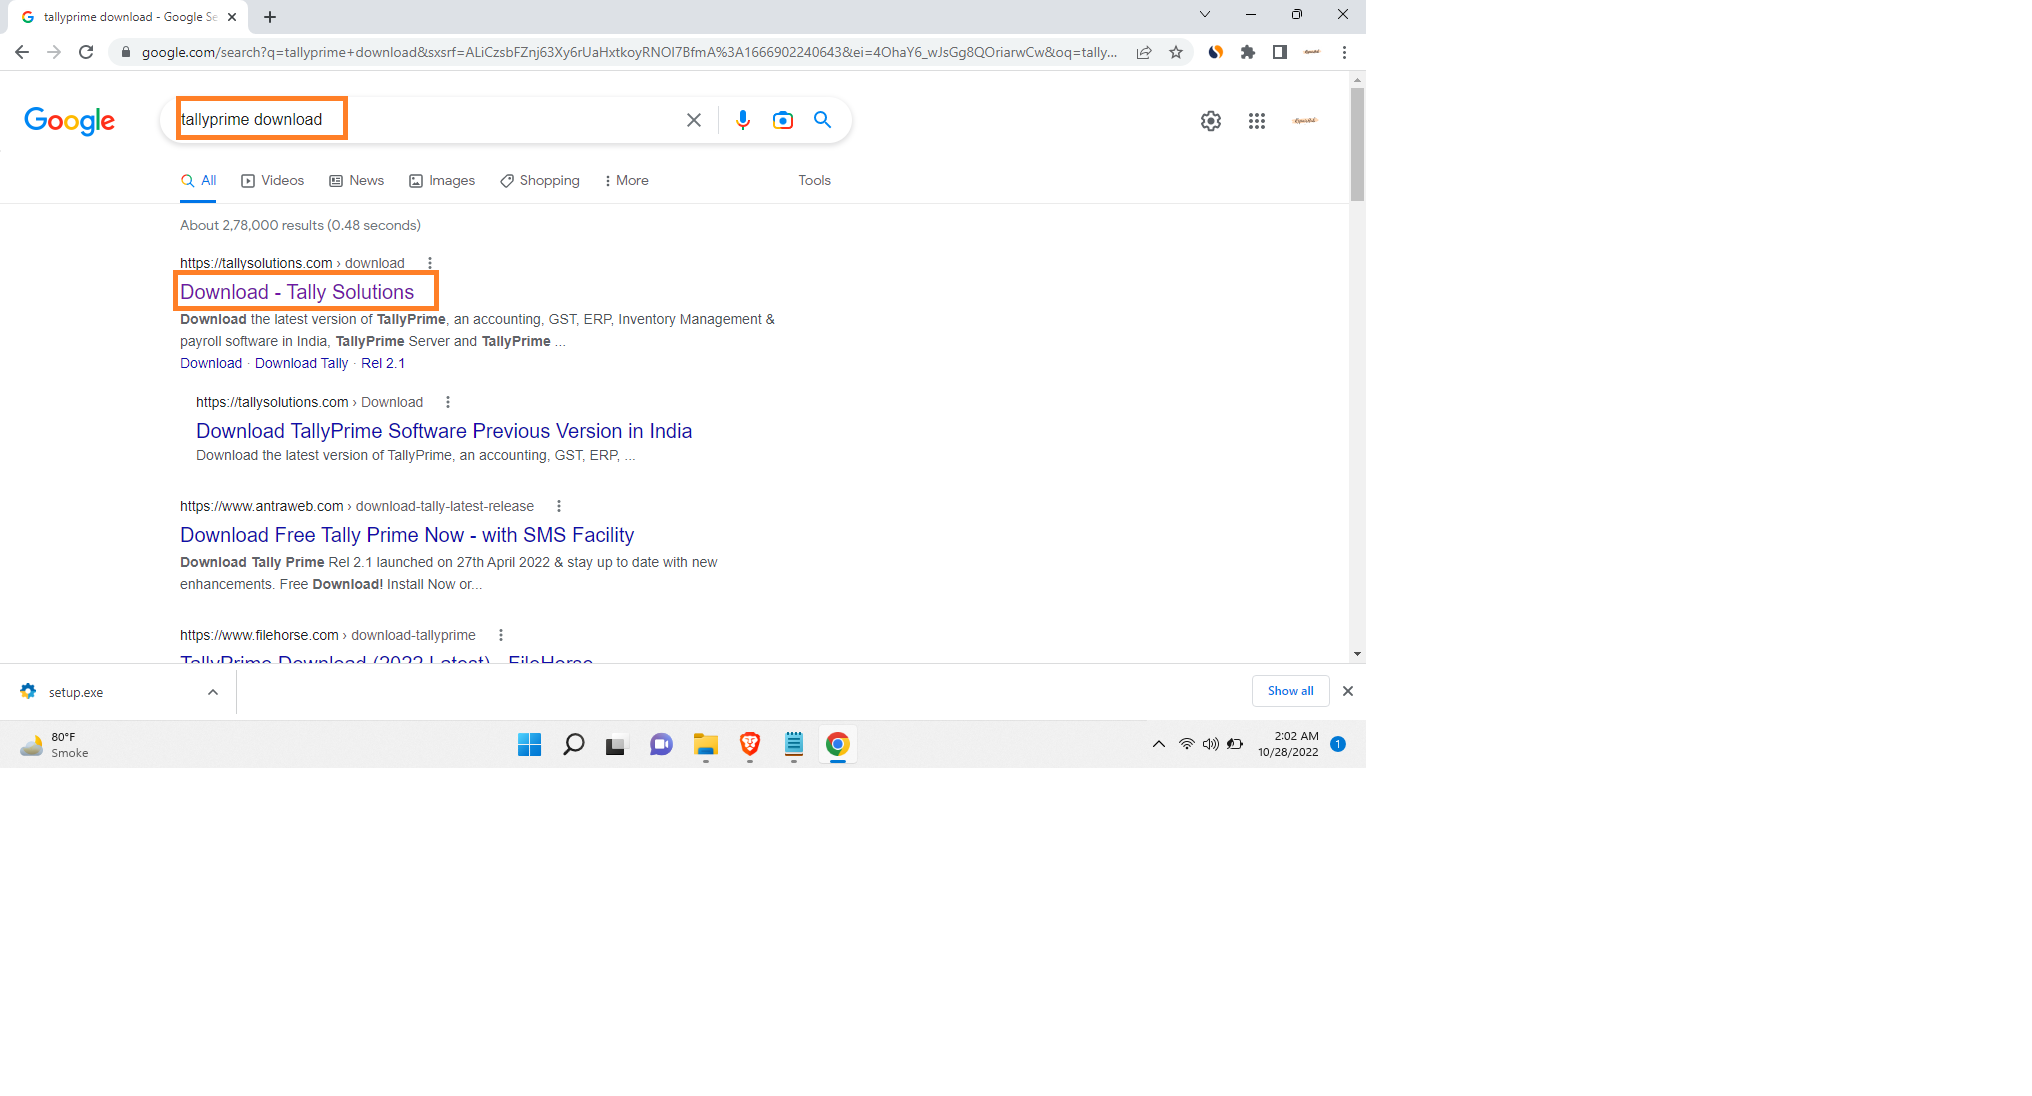 tallyprime download - Google Se
google.com/search?q=tallyprime+download&sxsrf=ALiCzsbFZnj63Xy6rUaHxtkoyRNOI7BfmA%3A1666902240643&ei=4OhaY6_wJsGg8QOriarwCw&oq=tally...
Google
tallyprime download
All Videos News Images Shopping More Tools
About 2,78,000 results (0.48 seconds)
https://tallysolutions.com › download
Download - Tally Solutions
Download the latest version of TallyPrime, an accounting, GST, ERP, Inventory Management &
payroll software in India, TallyPrime Server and TallyPrime ...
Download · Download Tally · Rel 2.1
https://tallysolutions.com › Download
Download TallyPrime Software Previous Version in India
Download the latest version of TallyPrime, an accounting, GST, ERP, ...
https://www.antraweb.com › download-tally-latest-release
Download Free Tally Prime Now - with SMS Facility
Download Tally Prime Rel 2.1 launched on 27th April 2022 & stay up to date with new
enhancements. Free Download! Install Now or...
https://www.filehorse.com › download-tallyprime
TallyPrime Download (2022 Latest) - FileHorse
setup.exe
Show all
80°F
Smoke
2:02 AM
10/28/2022
1